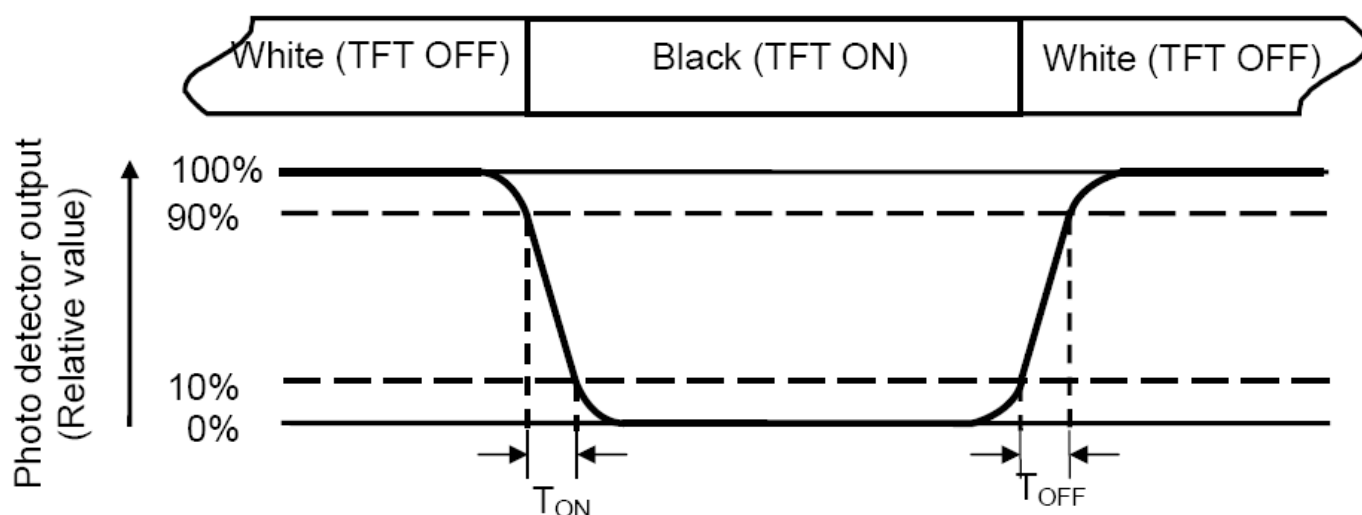 White (TFT OFF)
Black (TFT ON)
White (TFT OFF)
Photo detector output
(Relative value)
100%
90%
10%
0%
TON
TOFF